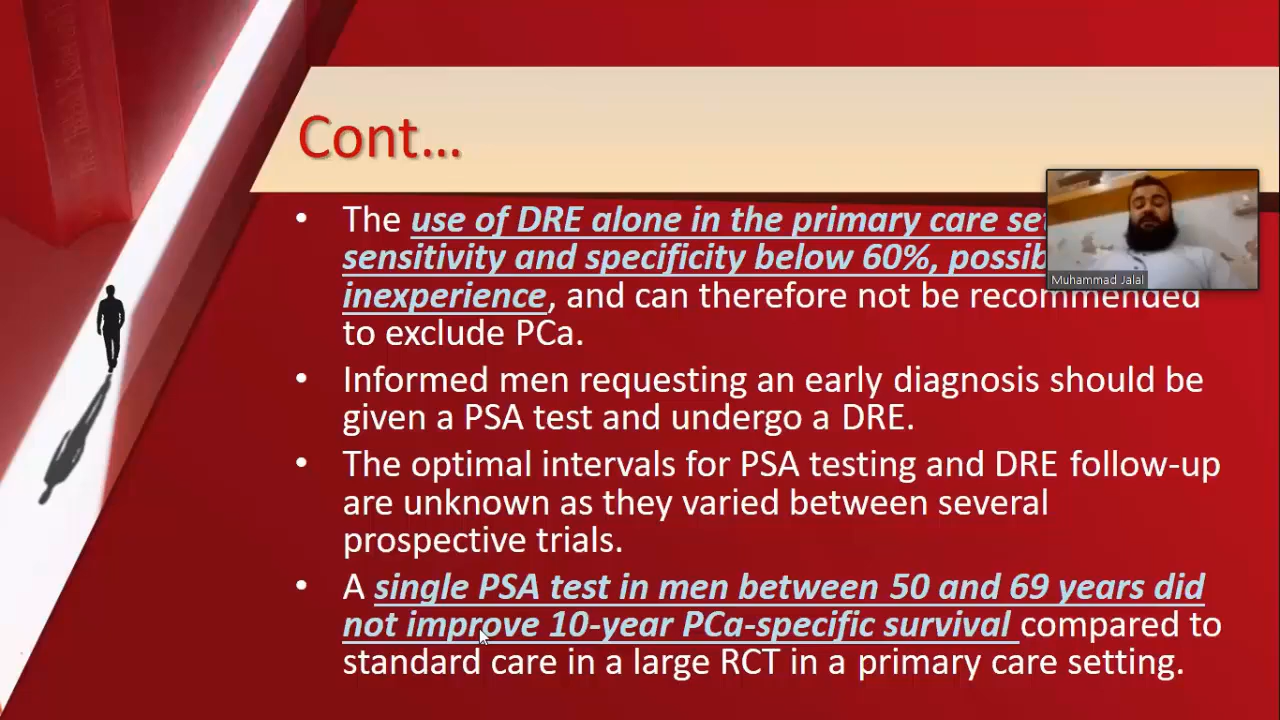 Cont...
• The use of DRE alone in the primary care
sensitivity and specificity below 60%,
inexperience, and can therefore not be recommended
to exclude PCa.
• Informed men requesting an early diagnosis should be
given a PSA test and undergo a DRE.
• The optimal intervals for PSA testing and DRE follow-up
are unknown as they varied between several
prospective trials.
• A single PSA test in men between 50 and 69 years did
not improve 10-year PCa-specific survival compared to
standard care in a large RCT in a primary care setting.
Muhammad Jalal